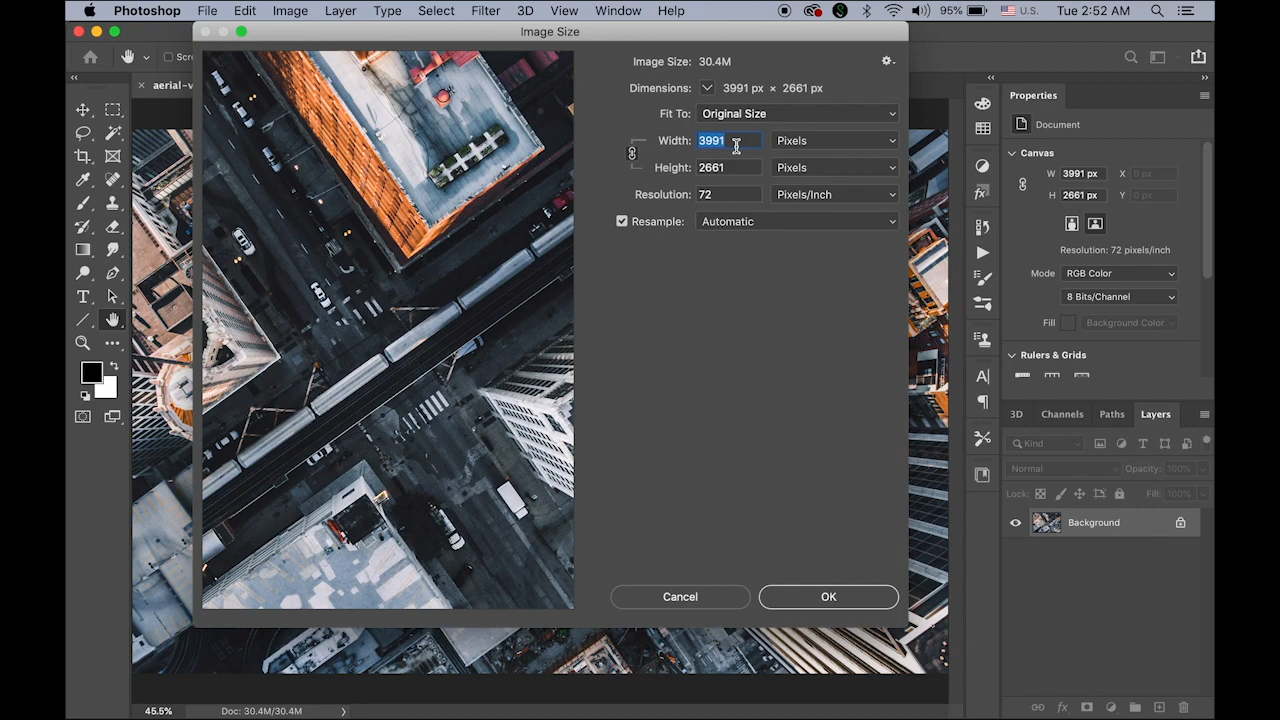 Photoshop File Edit Image Layer Type Select Filter 3D View Window Help 95% U.S. Tue 2:52 AM
Image Size
Scro
aerial-v
Image Size: 30.4M
Dimensions: 3991 px × 2661 px
Fit To: Original Size
Width: 3991 Pixels
Height: 2661 Pixels
Resolution: 72 Pixels/Inch
Resample: Automatic
Cancel OK
Properties
Document
Canvas
W 3991 px X 0 px
H 2661 px Y 0 px
Resolution: 72 pixels/inch
Mode RGB Color
8 Bits/Channel
Fill Background Color
Rulers & Grids
3D Channels Paths Layers
Kind
Normal Opacity: 100%
Lock: Fill: 100%
Background
45.5% Doc: 30.4M/30.4M